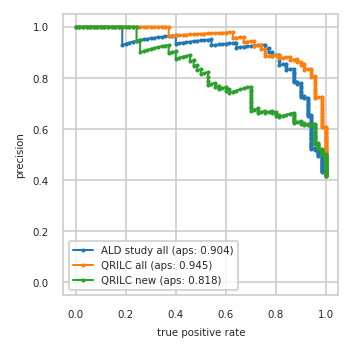 1.0
0.8
0.6
0.4
0.2
0.0
precision
ALD study all (aps: 0.904)
QRILC all (aps: 0.945)
QRILC new (aps: 0.818)
0.0 0.2 0.4 0.6 0.8 1.0
true positive rate